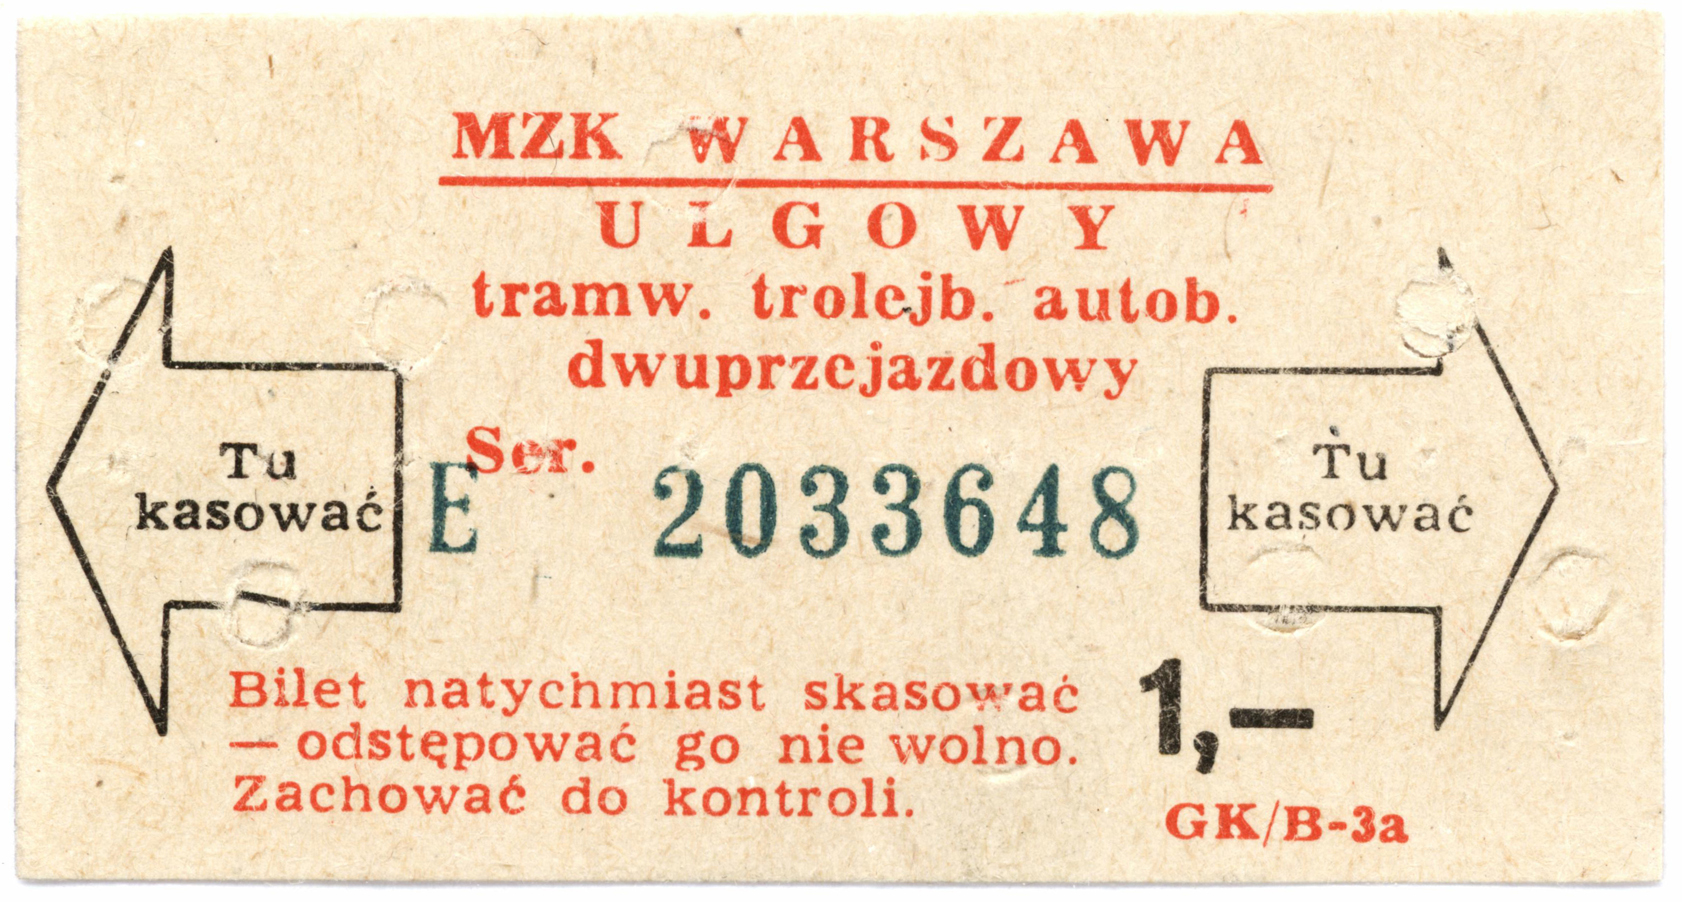 MZK WARSZAWA
ULGOWY
tramw. trolejb. autob.
dwuprzejazdowy
Tu
kasować
Ser.
E 2033648
Tu
kasować
Bilet natychmiast skasować
— odstępować go nie wolno.
Zachować do kontroli.
1,—
GK/B-3a